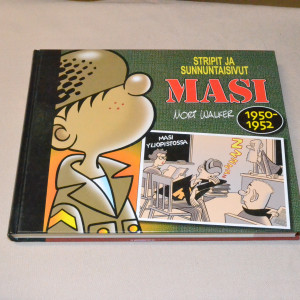 STRIPIT JA
SUNNUNTAISIVUT
MASI
MORT WALKER
1950-
1952
MASI
YLIOPISTOSSA